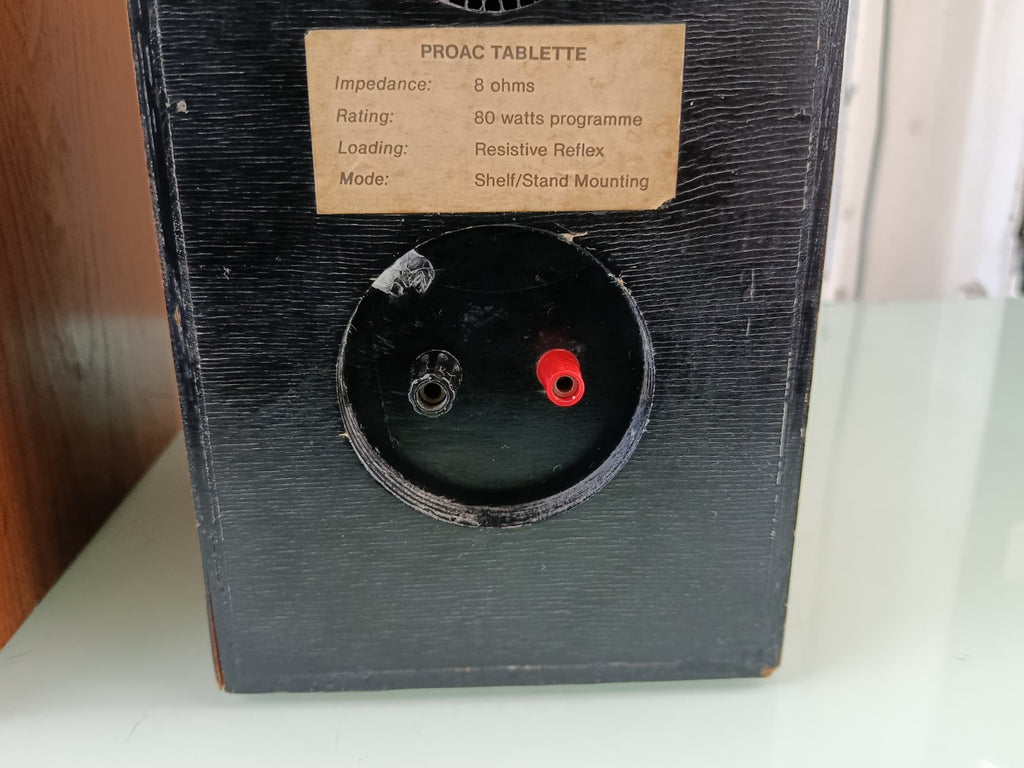 PROAC TABLETTE
Impedance: 8 ohms
Rating: 80 watts programme
Loading: Resistive Reflex
Mode: Shelf/Stand Mounting